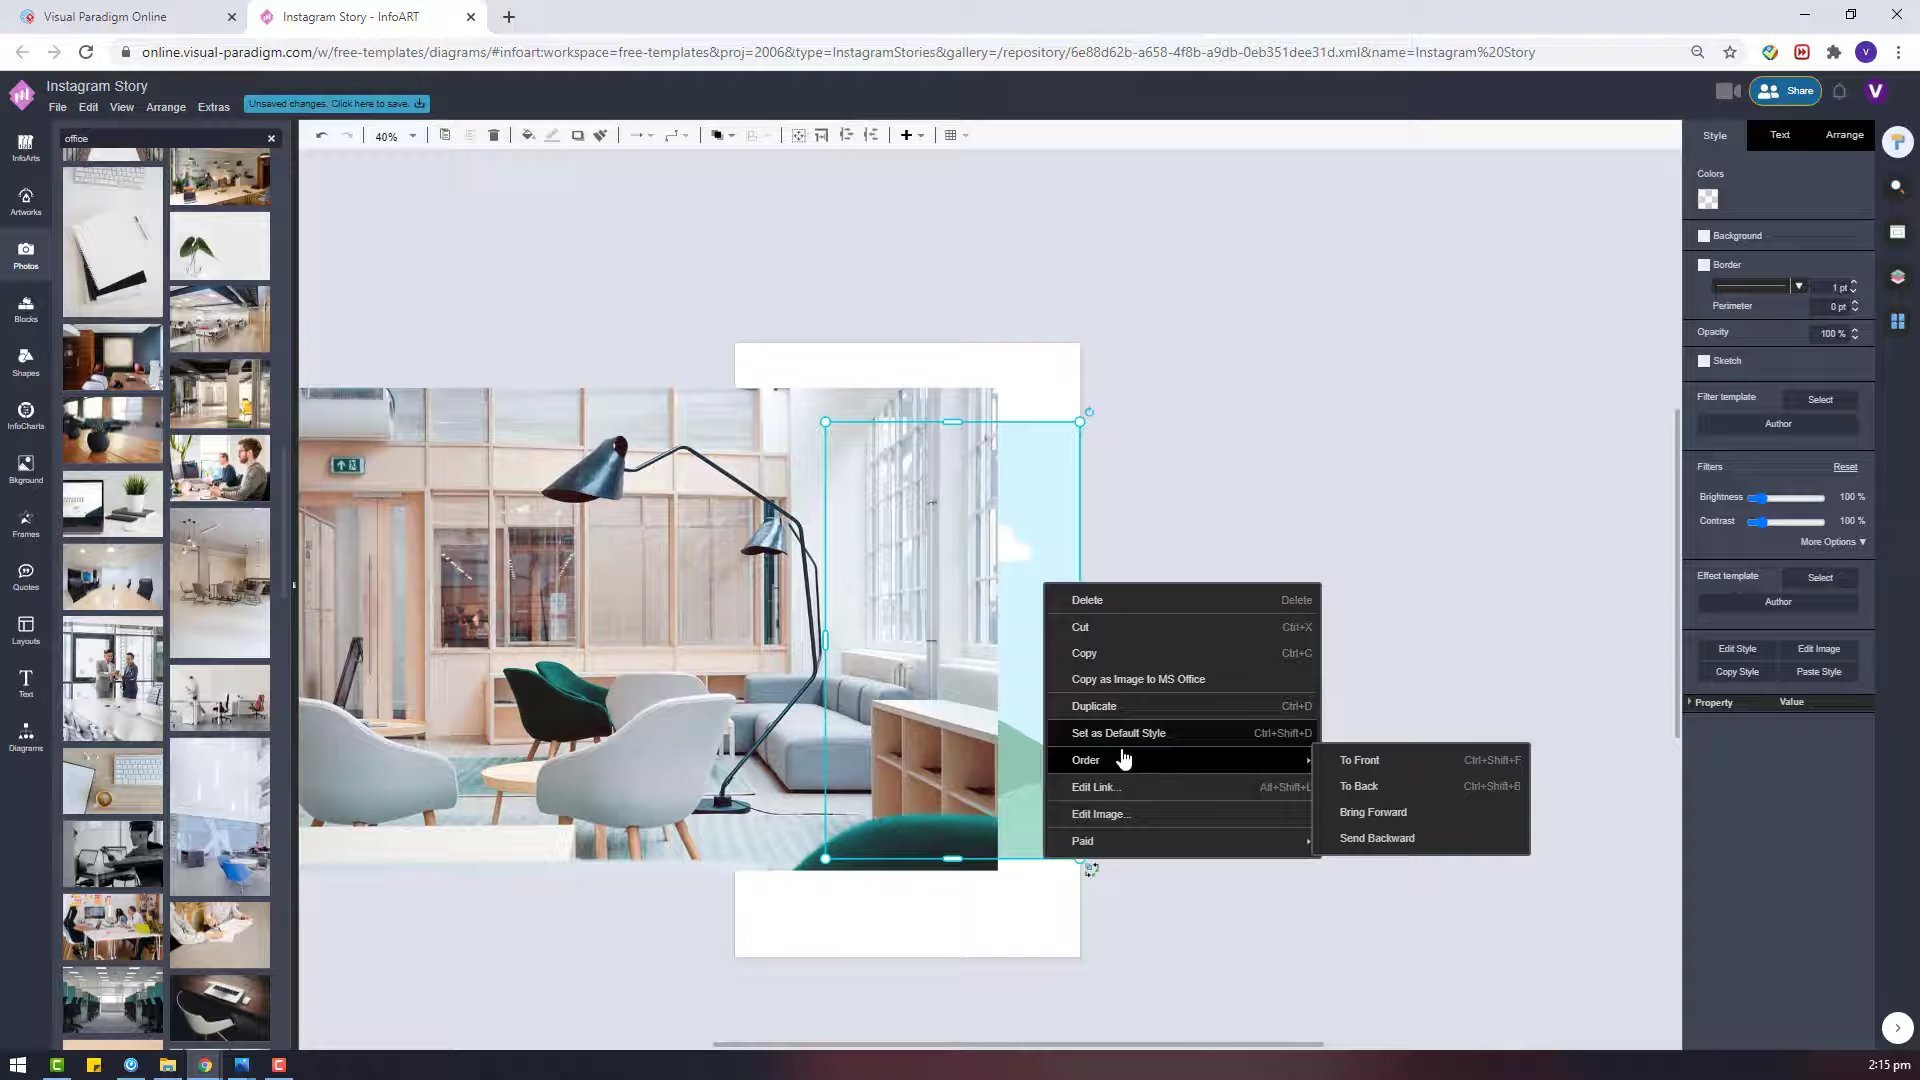 Visual Paradigm Online
Instagram Story - InfoART
online.visual-paradigm.com/w/free-templates/diagrams/#infoart:workspace=free-templates&proj=2006&type=InstagramStories&gallery=/repository/6e88d62b-a658-4f8b-a9db-0eb351dee31d.xml&name=Instagram%20Story
V
Instagram Story
File Edit View Arrange Extras
Unsaved changes. Click here to save.
Share
V
office
40%
Style Text Arrange
InfoArts
Artworks
Photos
Blocks
Shapes
InfoCharts
Bkground
Frames
Quotes
Layouts
Text
Diagrams
Delete Delete
Cut Ctrl+X
Copy Ctrl+C
Copy as Image to MS Office
Duplicate Ctrl+D
Set as Default Style Ctrl+Shift+D
Order
Edit Link... Alt+Shift+L
Edit Image...
Paid
To Front Ctrl+Shift+F
To Back Ctrl+Shift+B
Bring Forward
Send Backward
Colors
Background
Border
1 pt
Perimeter 0 pt
Opacity 100 %
Sketch
Filter template Select
Author
Filters Reset
Brightness 100 %
Contrast 100 %
More Options ▼
Effect template Select
Author
Edit Style Edit Image
Copy Style Paste Style
Property Value
2:15 pm